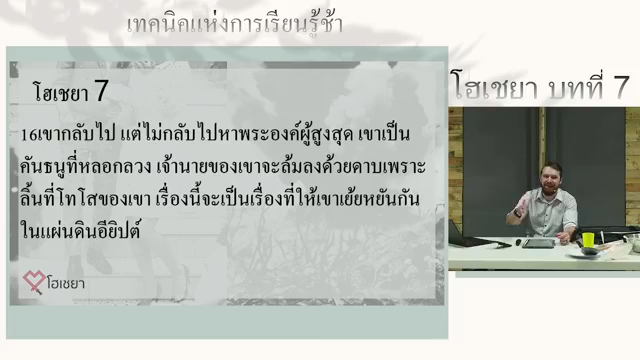 เทคนิคแห่งการเรียนรู้ช้า
โฮเชยา บทที่ 7
โฮเชยา 7
16เขากลับไป แต่ไม่กลับไปหาพระองค์ผู้สูงสุด เขาเป็น
คันธนูที่หลอกลวง เจ้านายของเขาจะล้มลงด้วยดาบเพราะ
ลิ้นที่โทโสของเขา เรื่องนี้จะเป็นเรื่องที่ให้เขาเย้ยหยันกัน
ในแผ่นดินอียิปต์
โฮเชยา